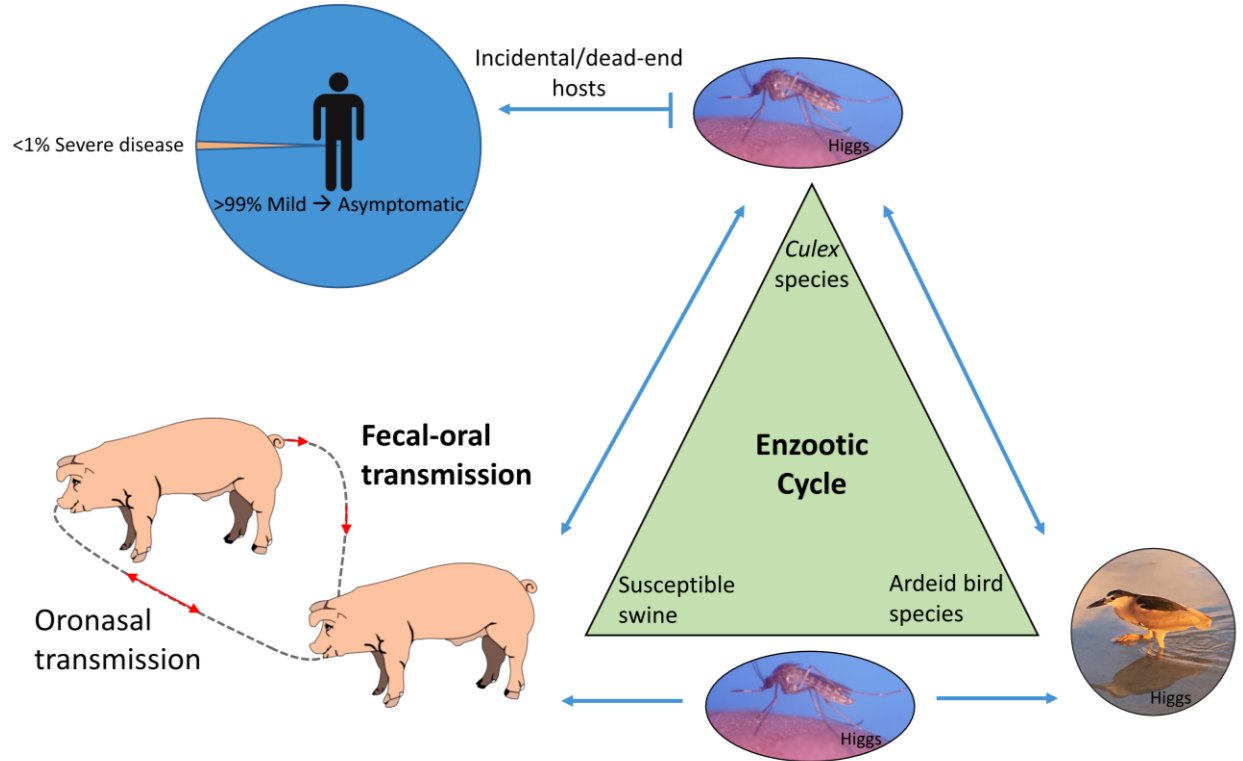 Incidental/dead-end
hosts
Higgs
<1% Severe disease
>99% Mild → Asymptomatic
Culex
species
Fecal-oral
transmission
Enzootic
Cycle
Oronasal
transmission
Susceptible
swine
Ardeid bird
species
Higgs
Higgs